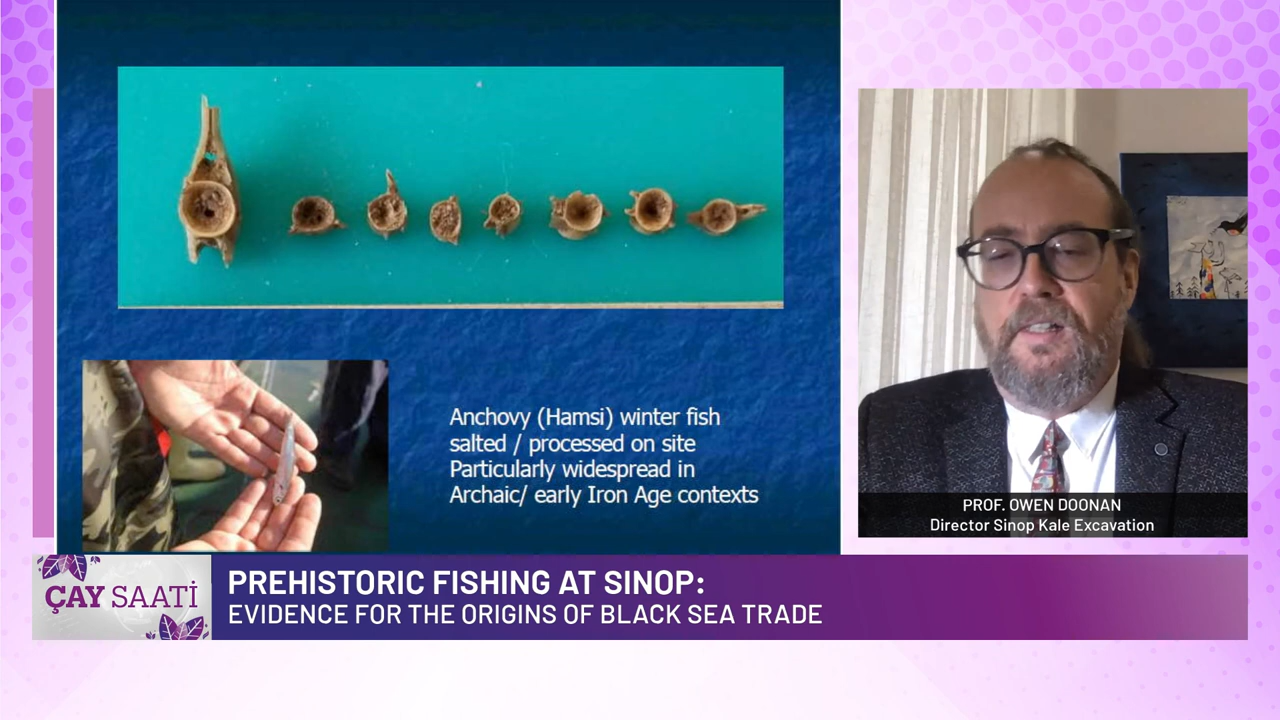 Anchovy (Hamsi) winter fish
salted / processed on site
Particularly widespread in
Archaic/ early Iron Age contexts
PROF. OWEN DOONAN
Director Sinop Kale Excavation
ÇAY SAATİ
PREHISTORIC FISHING AT SINOP:
EVIDENCE FOR THE ORIGINS OF BLACK SEA TRADE